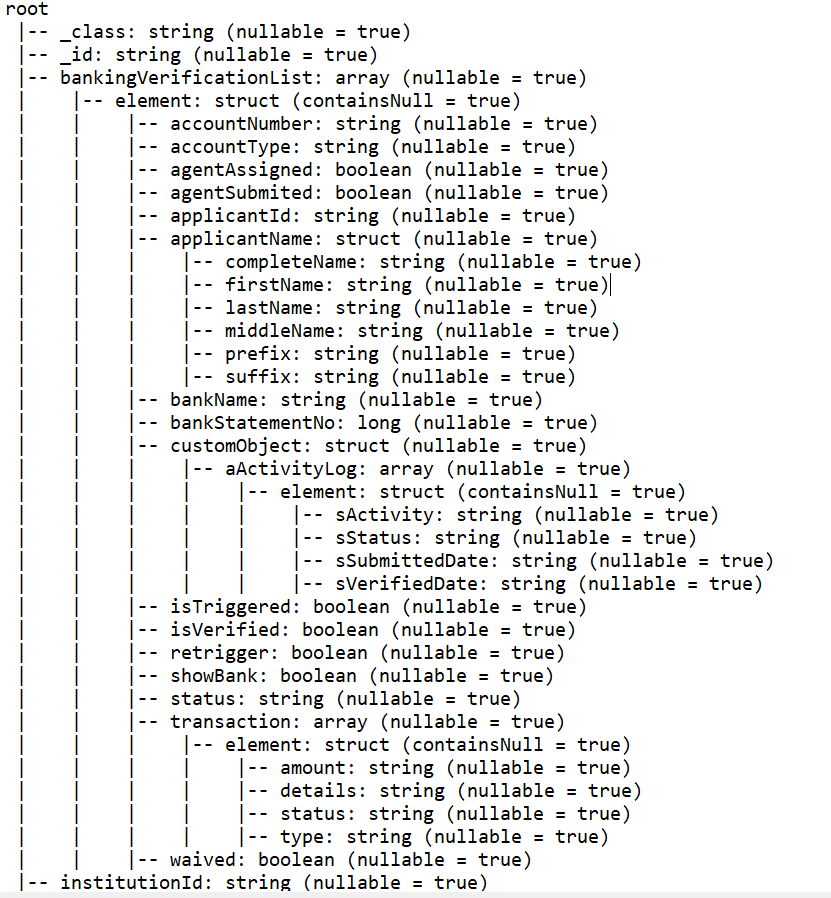 root
 |-- _class: string (nullable = true)
 |-- _id: string (nullable = true)
 |-- bankingVerificationList: array (nullable = true)
 |    |-- element: struct (containsNull = true)
 |    |    |-- accountNumber: string (nullable = true)
 |    |    |-- accountType: string (nullable = true)
 |    |    |-- agentAssigned: boolean (nullable = true)
 |    |    |-- agentSubmited: boolean (nullable = true)
 |    |    |-- applicantId: string (nullable = true)
 |    |    |-- applicantName: struct (nullable = true)
 |    |    |    |-- completeName: string (nullable = true)
 |    |    |    |-- firstName: string (nullable = true)
 |    |    |    |-- lastName: string (nullable = true)
 |    |    |    |-- middleName: string (nullable = true)
 |    |    |    |-- prefix: string (nullable = true)
 |    |    |    |-- suffix: string (nullable = true)
 |    |    |-- bankName: string (nullable = true)
 |    |    |-- bankStatementNo: long (nullable = true)
 |    |    |-- customObject: struct (nullable = true)
 |    |    |    |-- aActivityLog: array (nullable = true)
 |    |    |    |    |-- element: struct (containsNull = true)
 |    |    |    |    |    |-- sActivity: string (nullable = true)
 |    |    |    |    |    |-- sStatus: string (nullable = true)
 |    |    |    |    |    |-- sSubmittedDate: string (nullable = true)
 |    |    |    |    |    |-- sVerifiedDate: string (nullable = true)
 |    |    |-- isTriggered: boolean (nullable = true)
 |    |    |-- isVerified: boolean (nullable = true)
 |    |    |-- retrigger: boolean (nullable = true)
 |    |    |-- showBank: boolean (nullable = true)
 |    |    |-- status: string (nullable = true)
 |    |    |-- transaction: array (nullable = true)
 |    |    |    |-- element: struct (containsNull = true)
 |    |    |    |    |-- amount: string (nullable = true)
 |    |    |    |    |-- details: string (nullable = true)
 |    |    |    |    |-- status: string (nullable = true)
 |    |    |    |    |-- type: string (nullable = true)
 |    |    |-- waived: boolean (nullable = true)
 |-- institutionId: string (nullable = true)